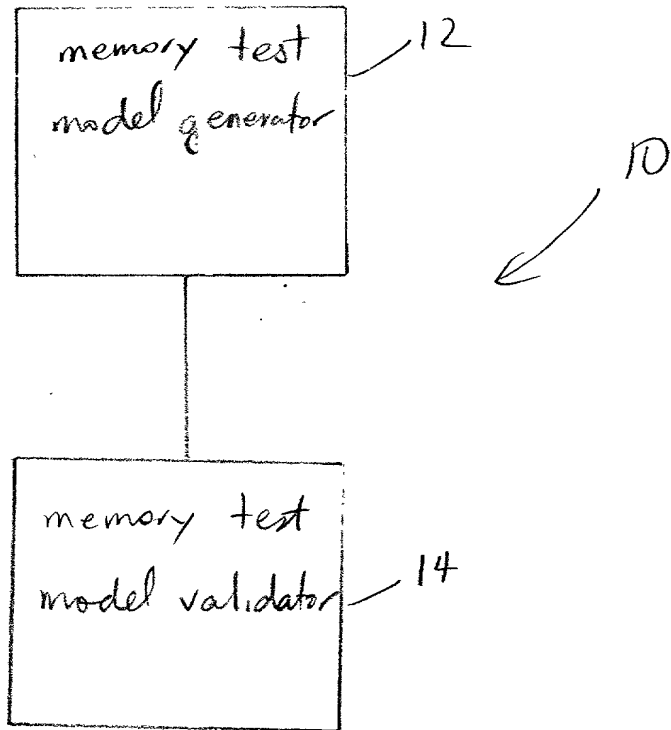 memory test
model generator
12
10
memory test
model validator
14